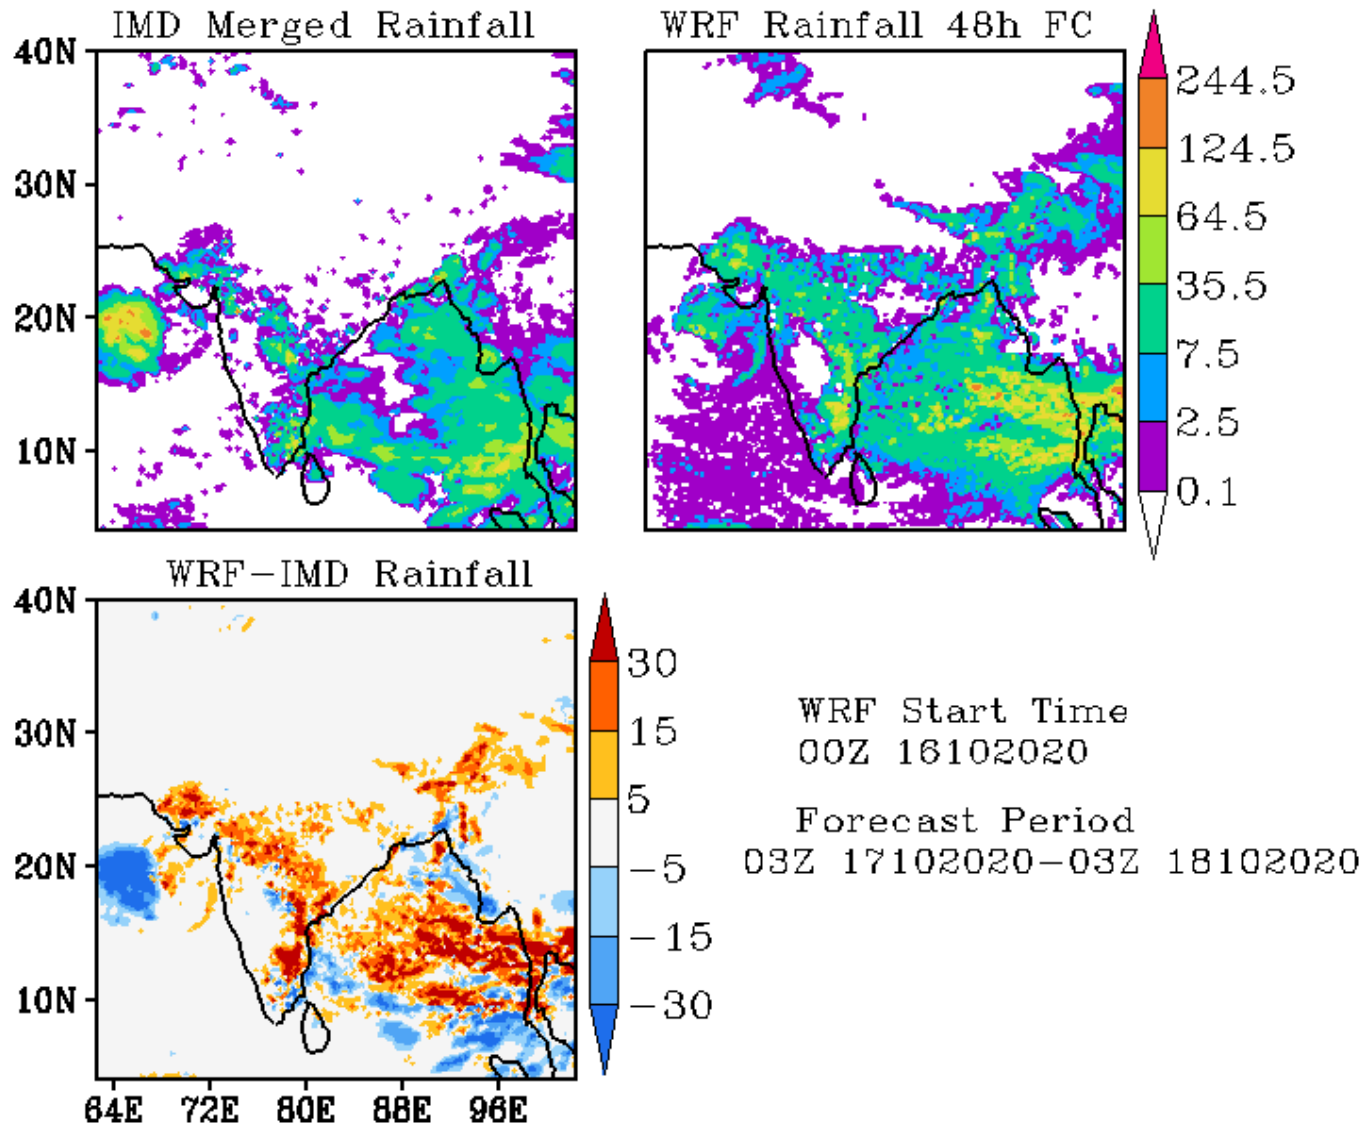 IMD Merged Rainfall
WRF Rainfall 48h FC
40N
30N
20N
10N
244.5
124.5
64.5
35.5
7.5
2.5
0.1
WRF-IMD Rainfall
40N
30N
20N
10N
64E 72E 80E 88E 96E
30
15
5
-5
-15
-30
WRF Start Time
00Z 16102020
Forecast Period
03Z 17102020-03Z 18102020